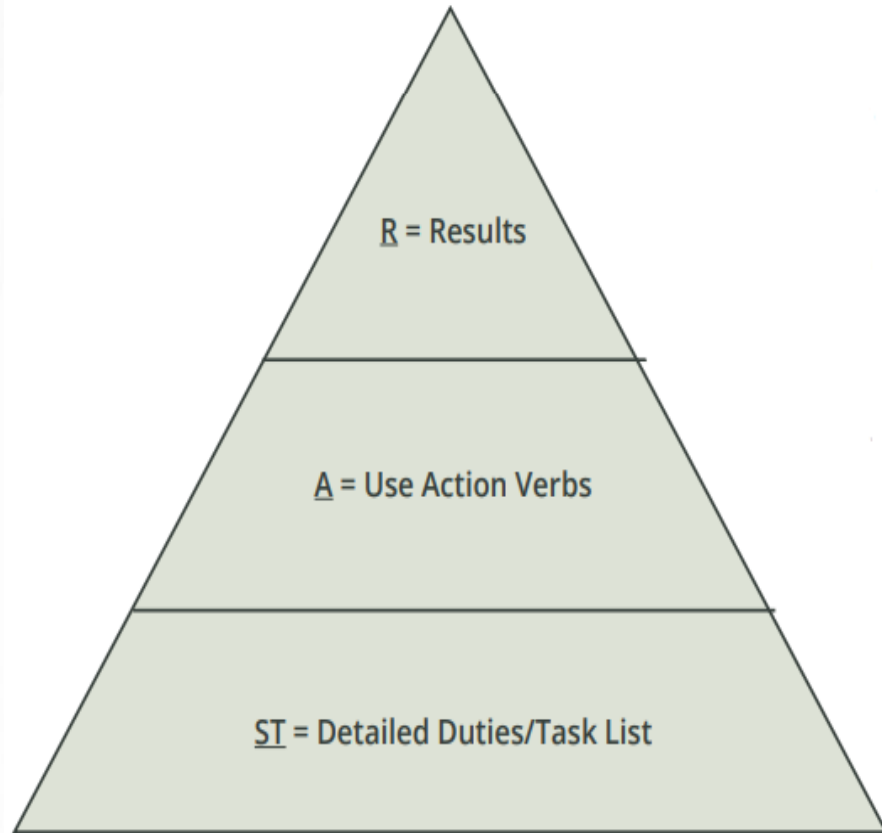 R = Results
A = Use Action Verbs
ST = Detailed Duties/Task List